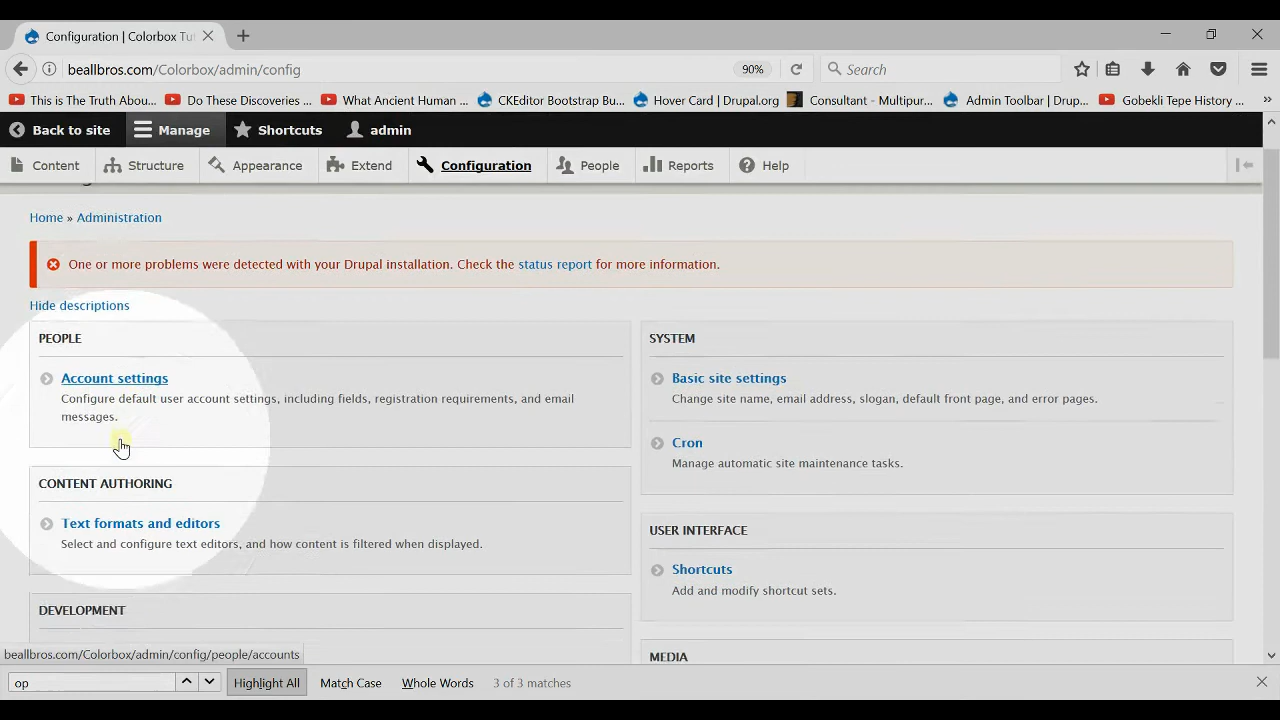 Configuration | Colorbox Tu
beallbros.com/Colorbox/admin/config
90%
Search
This is The Truth Abou...
Do These Discoveries ...
What Ancient Human ...
CKEditor Bootstrap Bu...
Hover Card | Drupal.org
Consultant - Multipur...
Admin Toolbar | Drup...
Gobekli Tepe History ...
Back to site
Manage
Shortcuts
admin
Content
Structure
Appearance
Extend
Configuration
People
Reports
Help
Home » Administration
One or more problems were detected with your Drupal installation. Check the status report for more information.
Hide descriptions
PEOPLE
Account settings
Configure default user account settings, including fields, registration requirements, and email
messages.
CONTENT AUTHORING
Text formats and editors
Select and configure text editors, and how content is filtered when displayed.
DEVELOPMENT
SYSTEM
Basic site settings
Change site name, email address, slogan, default front page, and error pages.
Cron
Manage automatic site maintenance tasks.
USER INTERFACE
Shortcuts
Add and modify shortcut sets.
MEDIA
beallbros.com/Colorbox/admin/config/people/accounts
op
Highlight All
Match Case
Whole Words
3 of 3 matches